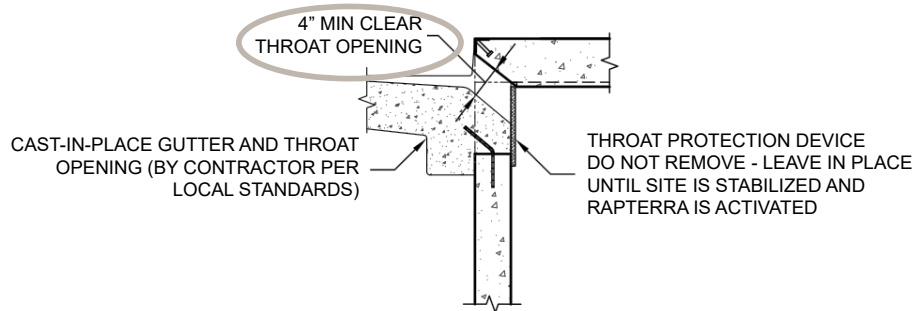 4” MIN CLEAR
THROAT OPENING
CAST-IN-PLACE GUTTER AND THROAT
OPENING (BY CONTRACTOR PER
LOCAL STANDARDS)
THROAT PROTECTION DEVICE
DO NOT REMOVE - LEAVE IN PLACE
UNTIL SITE IS STABILIZED AND
RAPTERRA IS ACTIVATED